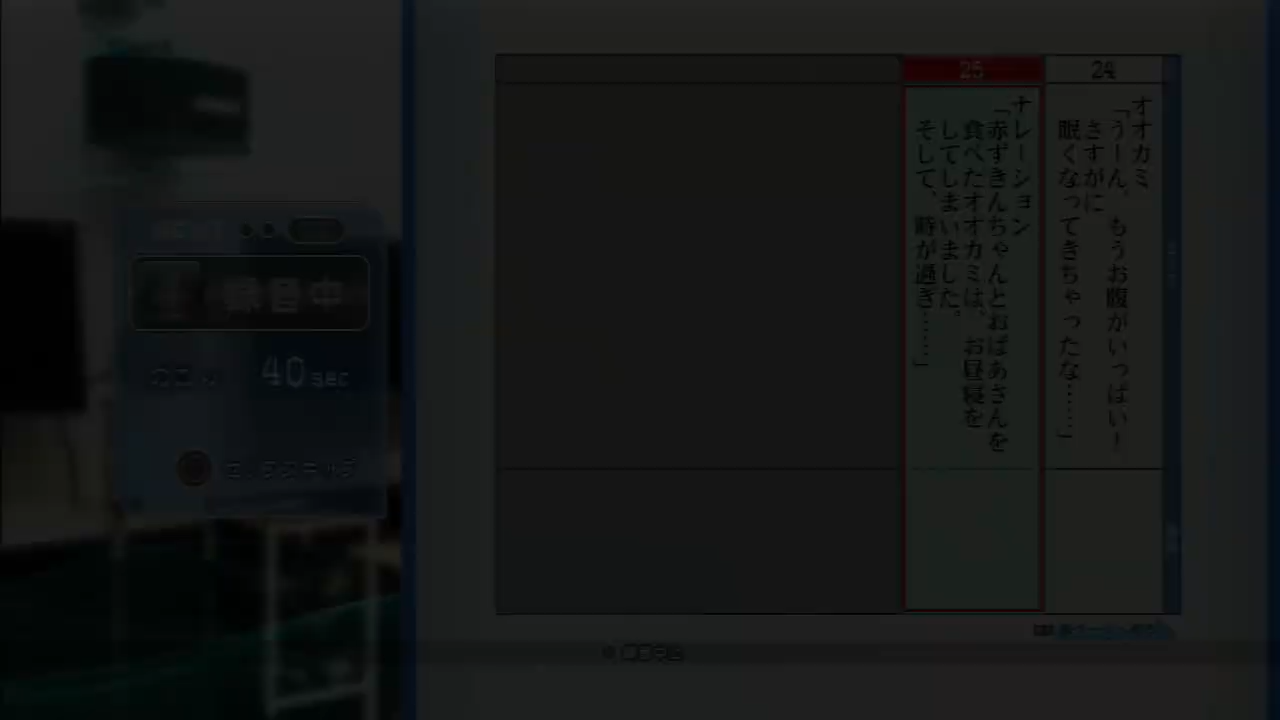 24
オオカミ
「うーん、もうお腹がいっぱい！
さすがに
眠くなってきちゃったな……」
25
ナレーション
「赤ずきんちゃんとおばあさんを
食べたオオカミは、お昼寝を
してしまいました。
そして、時が過ぎ……」
録音中
40sec